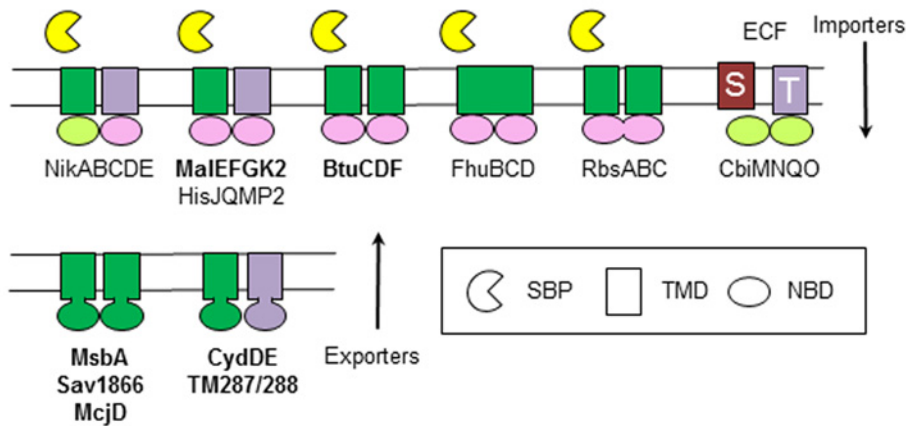 ECF
Importers
S
T
NikABCDE
MalEFGK2
HisJQMP2
BtuCDF
FhuBCD
RbsABC
CbiMNQO
SBP
TMD
NBD
MsbA
Sav1866
McjD
CydDE
TM287/288
Exporters